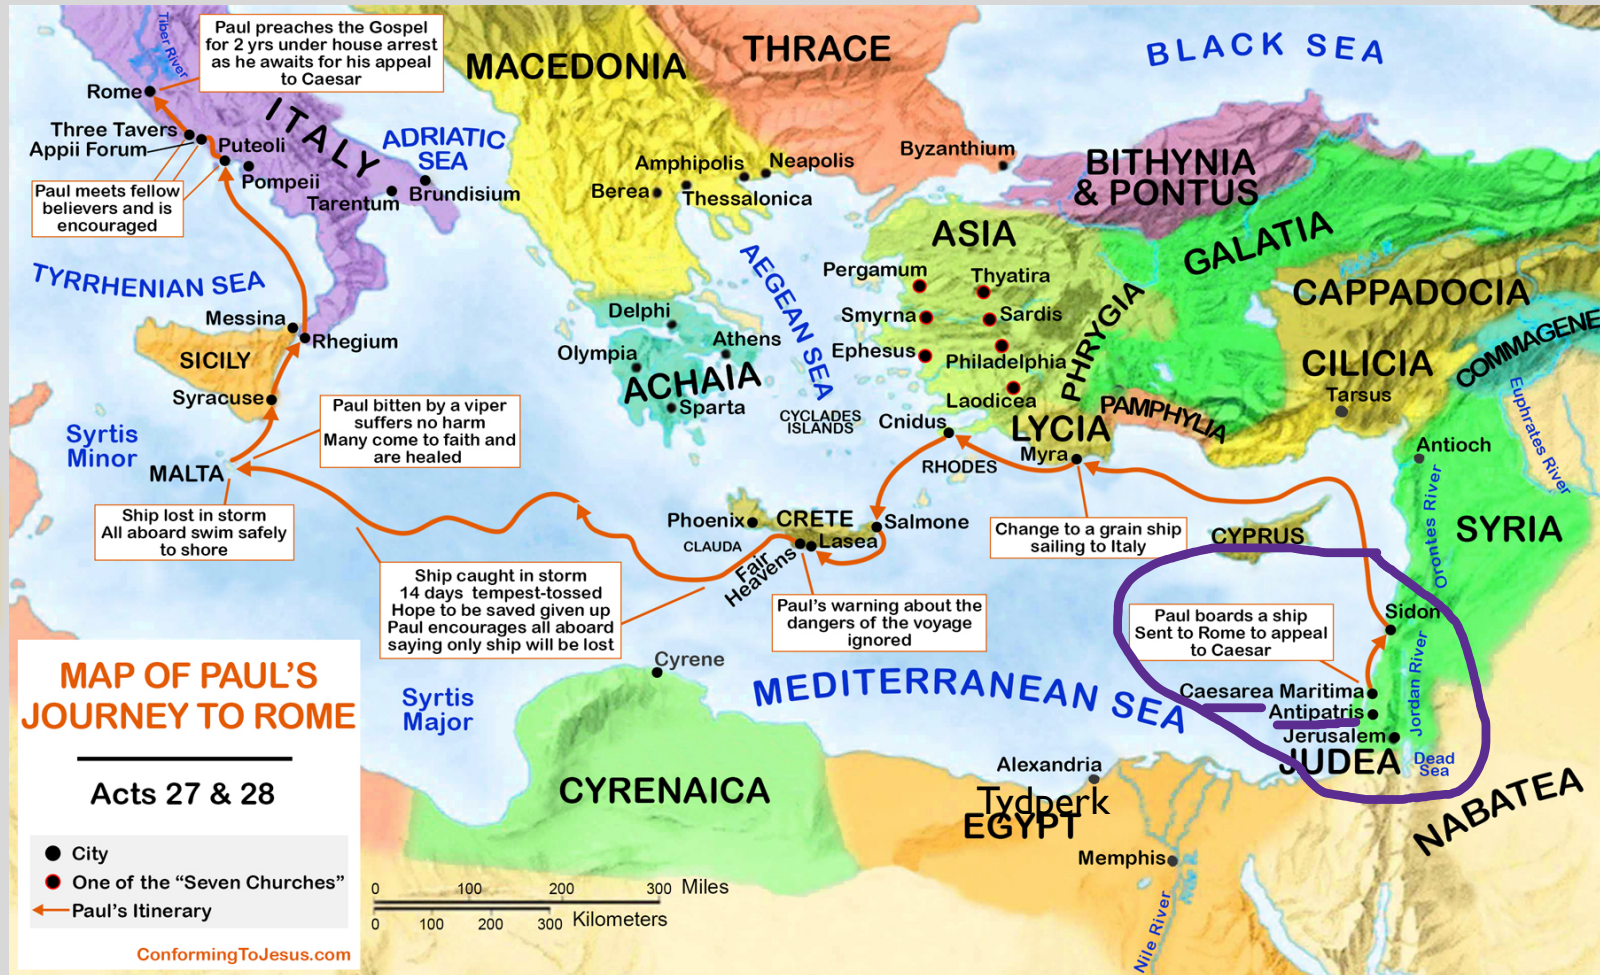 Tiber River
Paul preaches the Gospel
for 2 yrs under house arrest
as he awaits for his appeal
to Caesar
Rome
Three Tavers
Appii Forum
Puteoli
Pompeii
ITALY
ADRIATIC
SEA
Tarentum
Brundisium
Paul meets fellow
believers and is
encouraged
TYRRHENIAN SEA
Messina
Rhegium
SICILY
Syracuse
Syrtis
Minor
MALTA
Paul bitten by a viper
suffers no harm
Many come to faith and
are healed
Ship lost in storm
All aboard swim safely
to shore
MACEDONIA
THRACE
BLACK SEA
Amphipolis
Neapolis
Berea
Thessalonica
Byzanthium
BITHYNIA
& PONTUS
ASIA
GALATIA
AEGEAN SEA
Pergamum
Thyatira
Smyrna
Sardis
Ephesus
Philadelphia
Laodicea
PHRYGIA
CAPPADOCIA
CILICIA
Tarsus
COMMAGENE
Euphrates River
Delphi
Athens
Olympia
ACHAIA
Sparta
CYCLADES
ISLANDS
Cnidus
LYCIA
PAMPHYLIA
Myra
RHODES
Antioch
Orontes River
SYRIA
Phoenix
CRETE
Salmone
CLAUDA
Lasea
Fair
Heavens
Change to a grain ship
sailing to Italy
CYPRUS
Ship caught in storm
14 days tempest-tossed
Hope to be saved given up
Paul encourages all aboard
saying only ship will be lost
Paul's warning about the
dangers of the voyage
ignored
Paul boards a ship
Sent to Rome to appeal
to Caesar
Sidon
Jordan River
Caesarea Maritima
Antipatris
Jerusalem
JUDEA
Dead
Sea
NABATEA
Cyrene
Syrtis
Major
MEDITERRANEAN SEA
CYRENAICA
Alexandria
Tydperk
EGYPT
Memphis
Nile River
MAP OF PAUL'S
JOURNEY TO ROME
Acts 27 & 28
City
One of the “Seven Churches”
Paul's Itinerary
ConformingToJesus.com
0 100 200 300 Miles
0 100 200 300 Kilometers